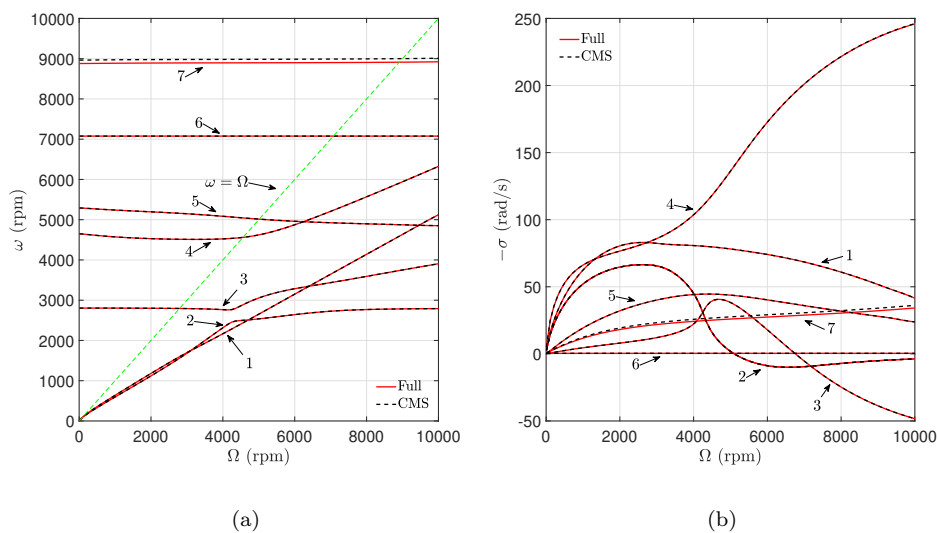 10000
9000
8000
7000
6000
5000
4000
3000
2000
1000
0
ω (rpm)
7
6
ω = Ω
5
4
3
2
1
Full
CMS
0 2000 4000 6000 8000 10000
Ω (rpm)
(a)
250
200
150
100
50
0
-50
−σ (rad/s)
Full
CMS
4
1
5
7
6
2
3
0 2000 4000 6000 8000 10000
Ω (rpm)
(b)